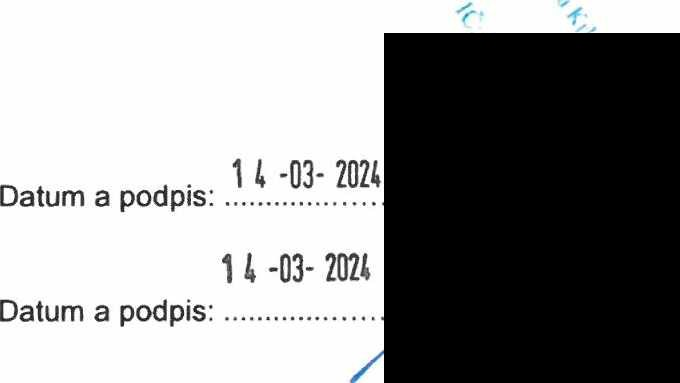 14 -03- 2024
Datum a podpis: ........................
14 -03- 2024
Datum a podpis: ........................